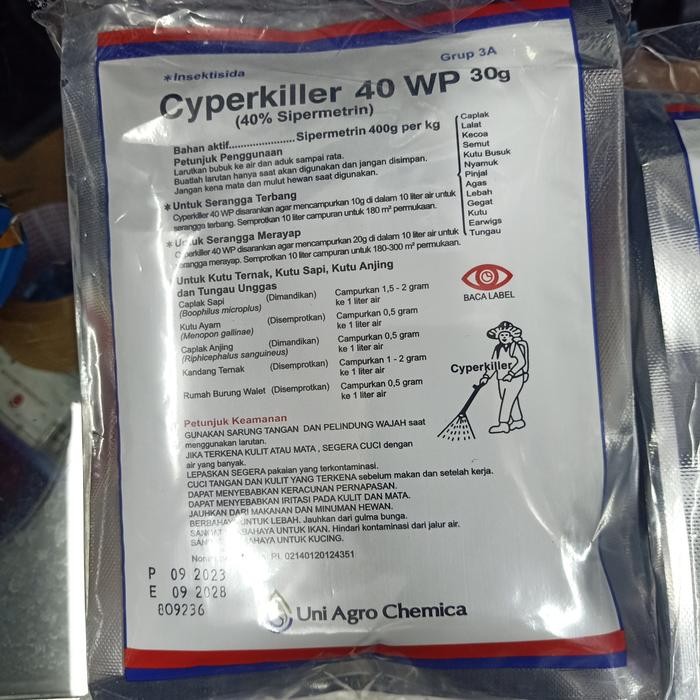 Grup 3A
*Insektisida
Cyperkiller 40 WP 30g
(40% Sipermetrin)
Bahan aktif......................Sipermetrin 400g per kg
Petunjuk Penggunaan
Larutkan bubuk ke air dan aduk sampai rata.
Buatlah larutan hanya saat akan digunakan dan jangan disimpan.
Jangan kena mata dan mulut hewan saat digunakan.
*Untuk Serangga Terbang
Cyperkiller 40 WP disarankan agar mencampurkan 10g di dalam 10 liter air untuk
serangga terbang. Semprotkan 10 liter campuran untuk 180 m² permukaan.
*Untuk Serangga Merayap
Cyperkiller 40 WP disarankan agar mencampurkan 20g di dalam 10 liter air untuk
serangga merayap. Semprotkan 10 liter campuran untuk 180-300 m² permukaan.
Caplak
Lalat
Kecoa
Semut
Kutu Busuk
Nyamuk
Pinjal
Agas
Lebah
Gegat
Kutu
Earwigs
Tungau
Untuk Kutu Ternak, Kutu Sapi, Kutu Anjing
dan Tungau Unggas
Caplak Sapi (Dimandikan) Campurkan 1,5 - 2 gram
(Boophilus microplus) ke 1 liter air
Kutu Ayam (Disemprotkan) Campurkan 0,5 gram
(Menopon gallinae) ke 1 liter air
Caplak Anjing (Dimandikan) Campurkan 0,5 gram
(Riphicephalus sanguineus) ke 1 liter air
Kandang Ternak (Disemprotkan) Campurkan 1 - 2 gram
ke 1 liter air
Rumah Burung Walet (Disemprotkan) Campurkan 0,5 gram
ke 1 liter air
BACA LABEL
Cyperkiller
Petunjuk Keamanan
GUNAKAN SARUNG TANGAN DAN PELINDUNG WAJAH saat
menggunakan larutan.
JIKA TERKENA KULIT ATAU MATA, SEGERA CUCI dengan
air yang banyak.
LEPASKAN SEGERA pakaian yang terkontaminasi.
CUCI TANGAN DAN KULIT YANG TERKENA sebelum makan dan setelah kerja.
DAPAT MENYEBABKAN KERACUNAN PERNAPASAN.
DAPAT MENYEBABKAN IRITASI PADA KULIT DAN MATA.
JAUHKAN DARI MAKANAN DAN MINUMAN HEWAN.
BERBAHAYA UNTUK LEBAH. Jauhkan dari gulma bunga.
BAHAYA UNTUK IKAN. Hindari kontaminasi dari jalur air.
UNTUK KUCING.
RI. 02140120124351
P 09 2023
E 09 2028
809236
Uni Agro Chemica